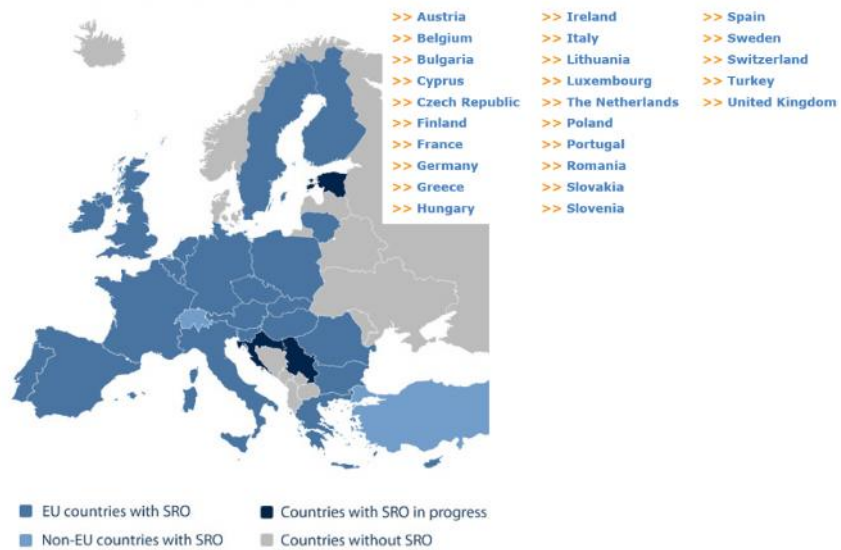 >> Austria
>> Belgium
>> Bulgaria
>> Cyprus
>> Czech Republic
>> Finland
>> France
>> Germany
>> Greece
>> Hungary
>> Ireland
>> Italy
>> Lithuania
>> Luxembourg
>> The Netherlands
>> Poland
>> Portugal
>> Romania
>> Slovakia
>> Slovenia
>> Spain
>> Sweden
>> Switzerland
>> Turkey
>> United Kingdom
EU countries with SRO
Non-EU countries with SRO
Countries with SRO in progress
Countries without SRO